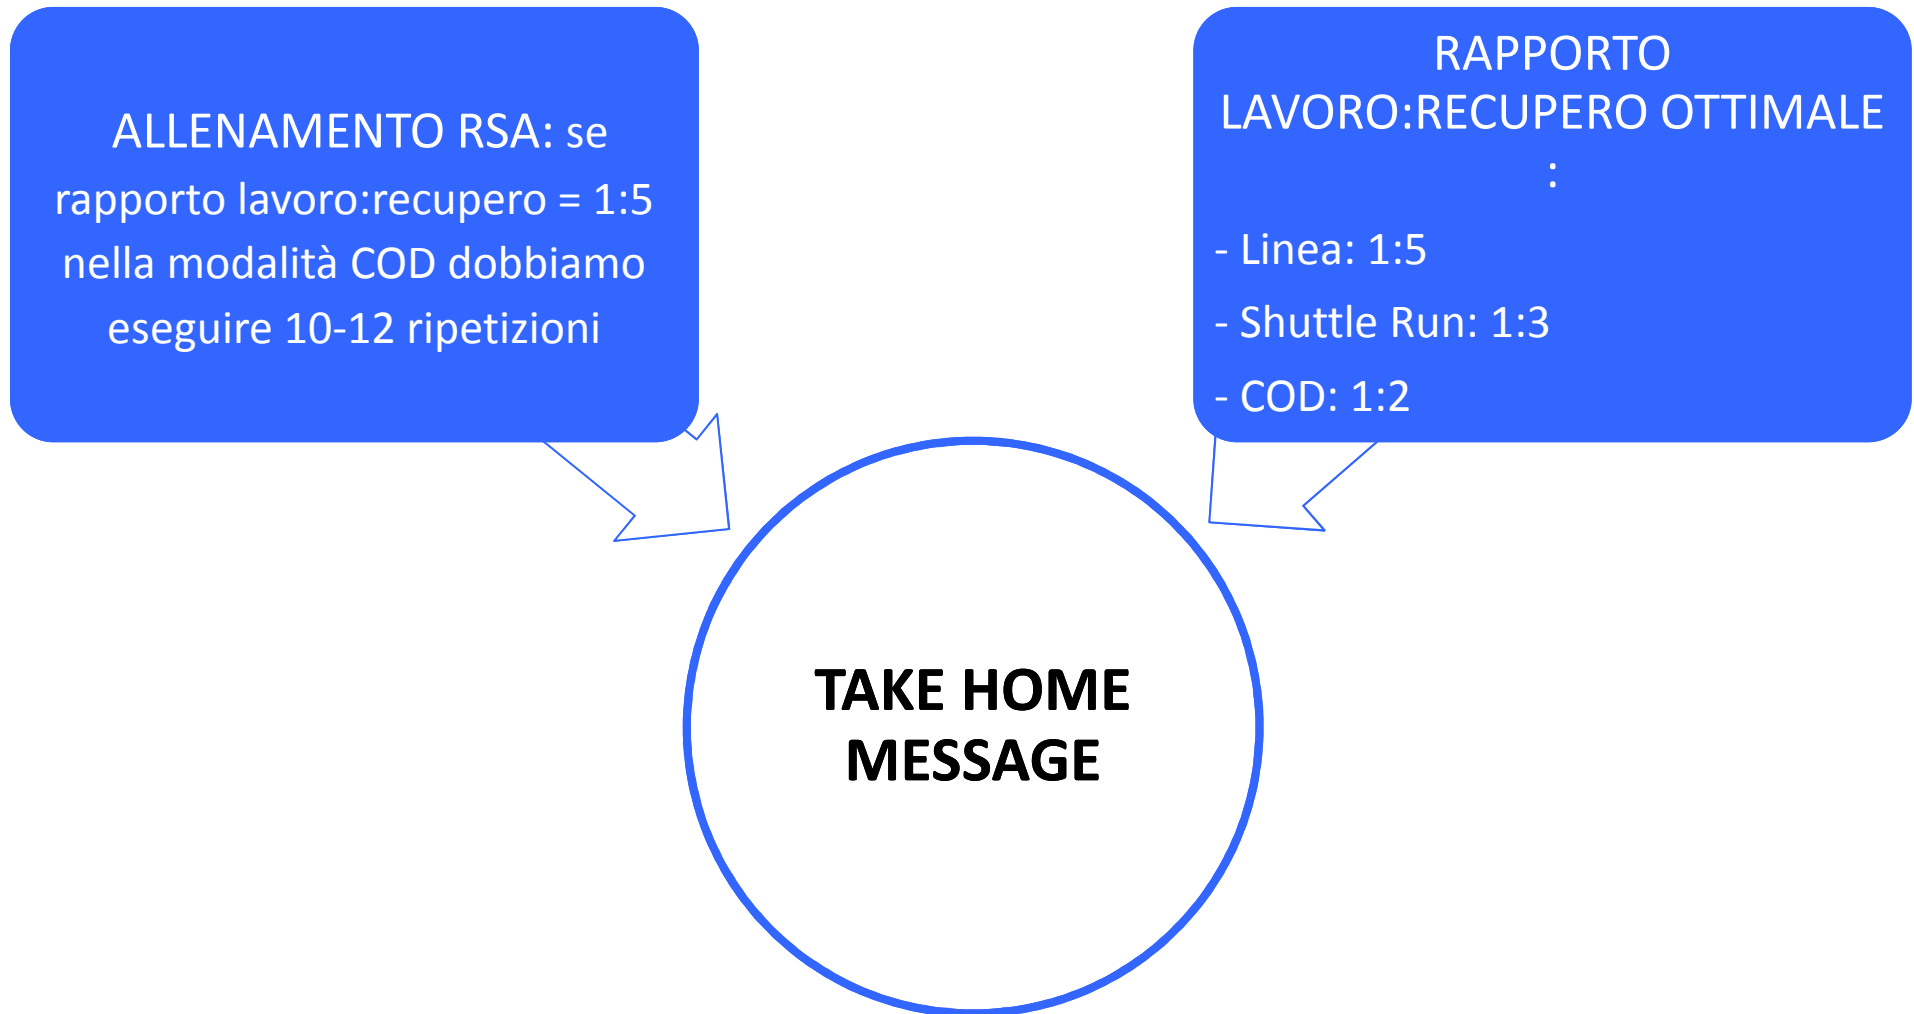 ALLENAMENTO RSA: se
rapporto lavoro:recupero = 1:5
nella modalità COD dobbiamo
eseguire 10-12 ripetizioni
RAPPORTO
LAVORO:RECUPERO OTTIMALE
:
- Linea: 1:5
- Shuttle Run: 1:3
- COD: 1:2
TAKE HOME
MESSAGE